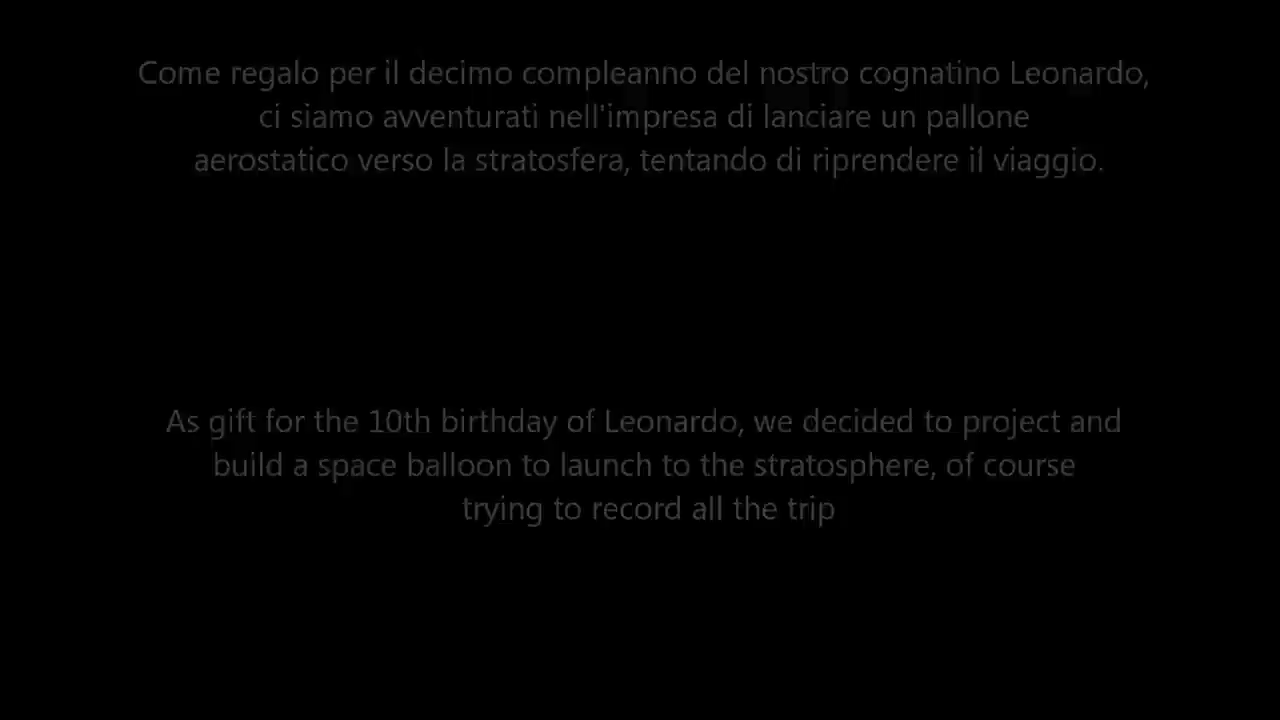 Come regalo per il decimo compleanno del nostro cognatino Leonardo,
ci siamo avventurati nell'impresa di lanciare un pallone
aerostatico verso la stratosfera, tentando di riprendere il viaggio.
As gift for the 10th birthday of Leonardo, we decided to project and
build a space balloon to launch to the stratosphere, of course
trying to record all the trip